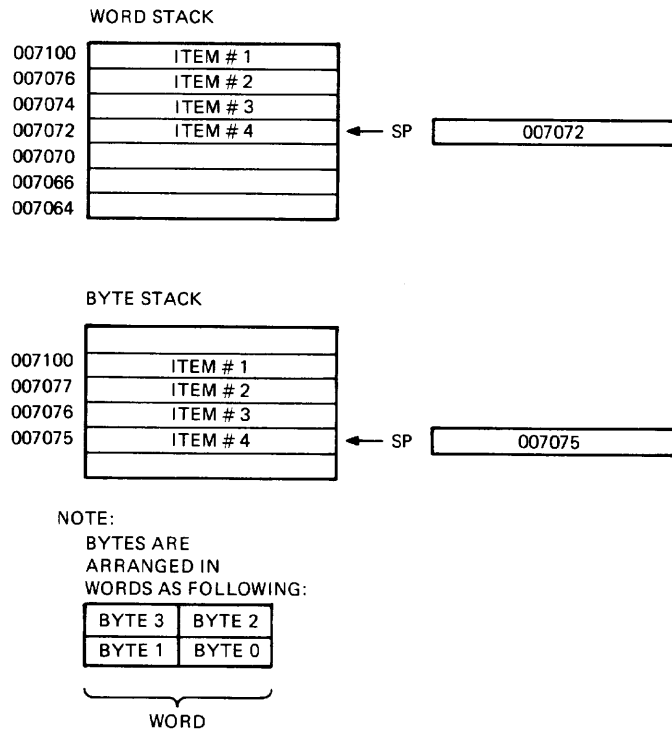 WORD STACK
007100 ITEM # 1
007076 ITEM # 2
007074 ITEM # 3
007072 ITEM # 4 SP 007072
007070
007066
007064
BYTE STACK
007100 ITEM # 1
007077 ITEM # 2
007076 ITEM # 3
007075 ITEM # 4 SP 007075
NOTE:
BYTES ARE
ARRANGED IN
WORDS AS FOLLOWING:
BYTE 3 BYTE 2
BYTE 1 BYTE 0
WORD